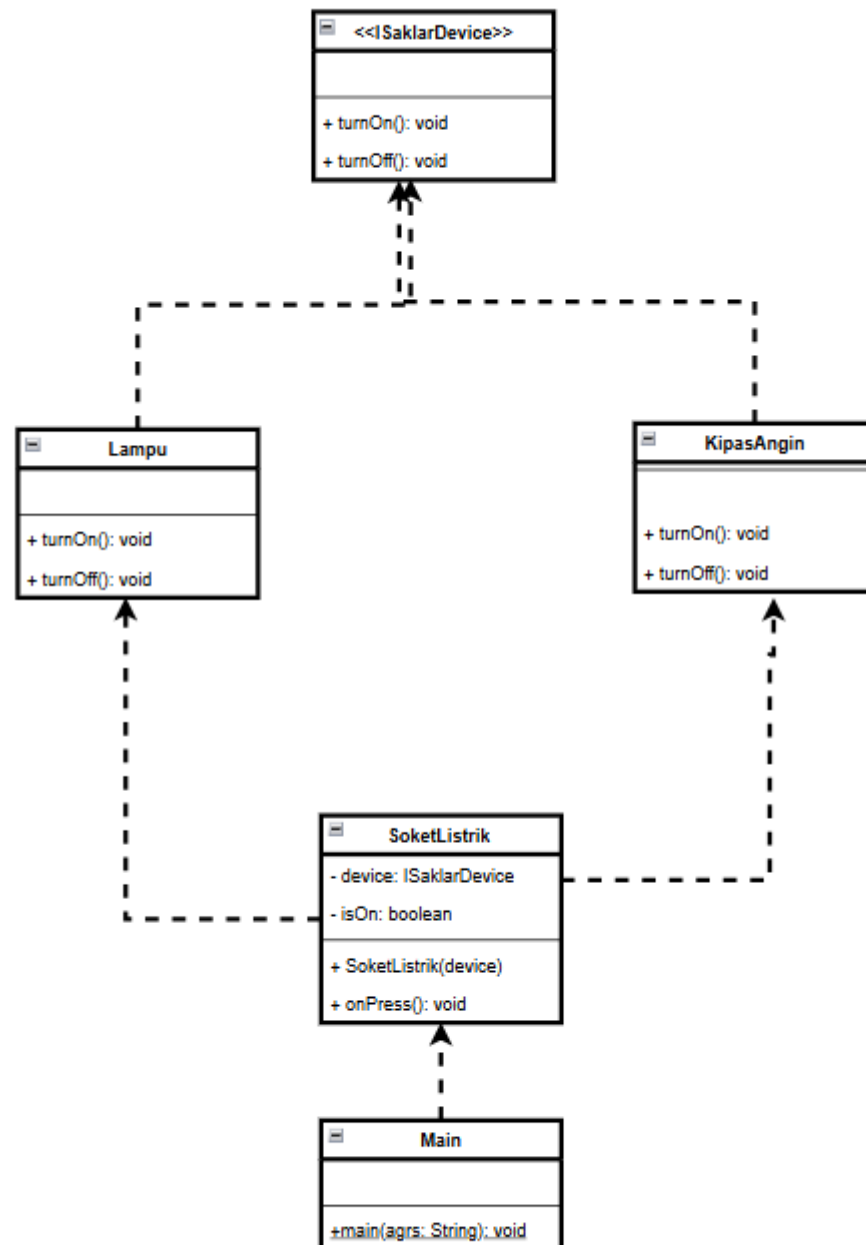 <<ISaklarDevice>>
+ turnOn(): void
+ turnOff(): void
Lampu
+ turnOn(): void
+ turnOff(): void
KipasAngin
+ turnOn(): void
+ turnOff(): void
SoketListrik
- device: ISaklarDevice
- isOn: boolean
+ SoketListrik(device)
+ onPress(): void
Main
+main(agrs: String): void